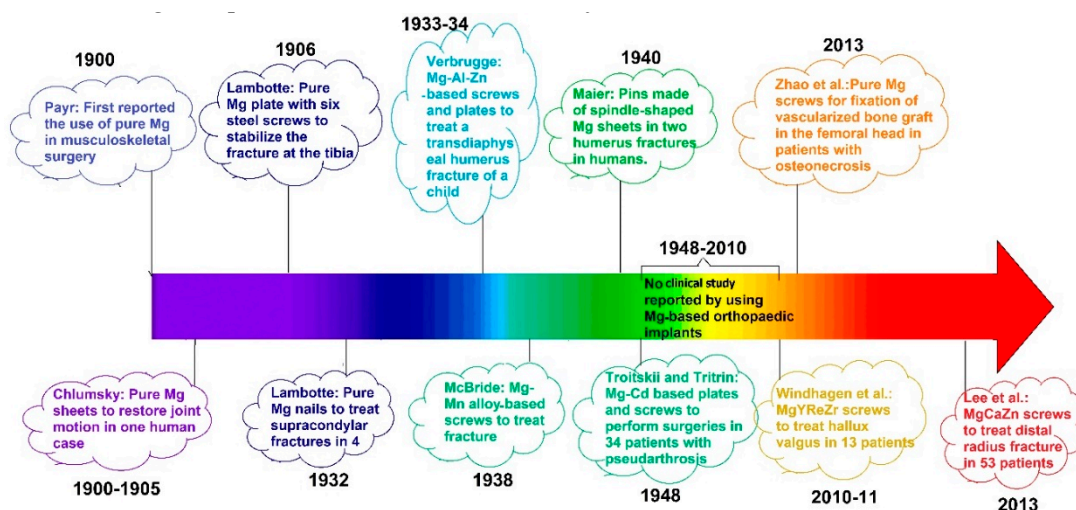 1900
Payr: First reported
the use of pure Mg
in musculoskeletal
surgery
1906
Lambotte: Pure
Mg plate with six
steel screws to
stabilize the
fracture at the tibia
1933-34
Verbrugge:
Mg-Al-Zn
-based screws
and plates to
treat a
transdiaphys
eal humerus
fracture of a
child
1940
Maier: Pins made
of spindle-shaped
Mg sheets in two
humerus fractures
in humans.
2013
Zhao et al.:Pure Mg
screws for fixation of
vascularized bone graft
in the femoral head in
patients with
osteonecrosis
1948-2010
No clinical study
reported by using
Mg-based orthopaedic
implants
Chlumsky: Pure Mg
sheets to restore joint
motion in one human
case
1900-1905
Lambotte: Pure
Mg nails to treat
supracondylar
fractures in 4
1932
McBride: Mg-
Mn alloy-based
screws to treat
fracture
1938
Troitskii and Tritrin:
Mg-Cd based plates
and screws to
perform surgeries in
34 patients with
pseudarthrosis
1948
Windhagen et al.:
MgYReZr screws
to treat hallux
valgus in 13 patients
2010-11
Lee et al.:
MgCaZn screws
to treat distal
radius fracture
in 53 patients
2013